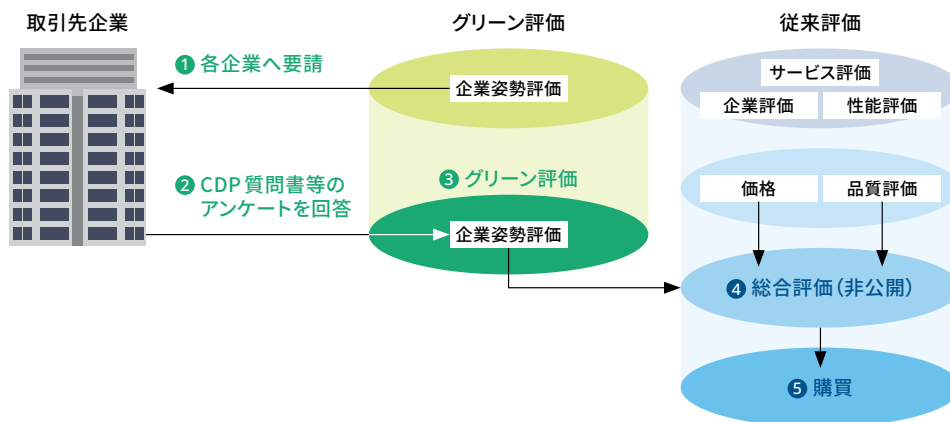 取引先企業
グリーン評価
従来評価
❶ 各企業へ要請
企業姿勢評価
サービス評価
企業評価
性能評価
❷ CDP 質問書等の
アンケートを回答
❸ グリーン評価
企業姿勢評価
価格
品質評価
❹ 総合評価（非公開）
❺ 購買